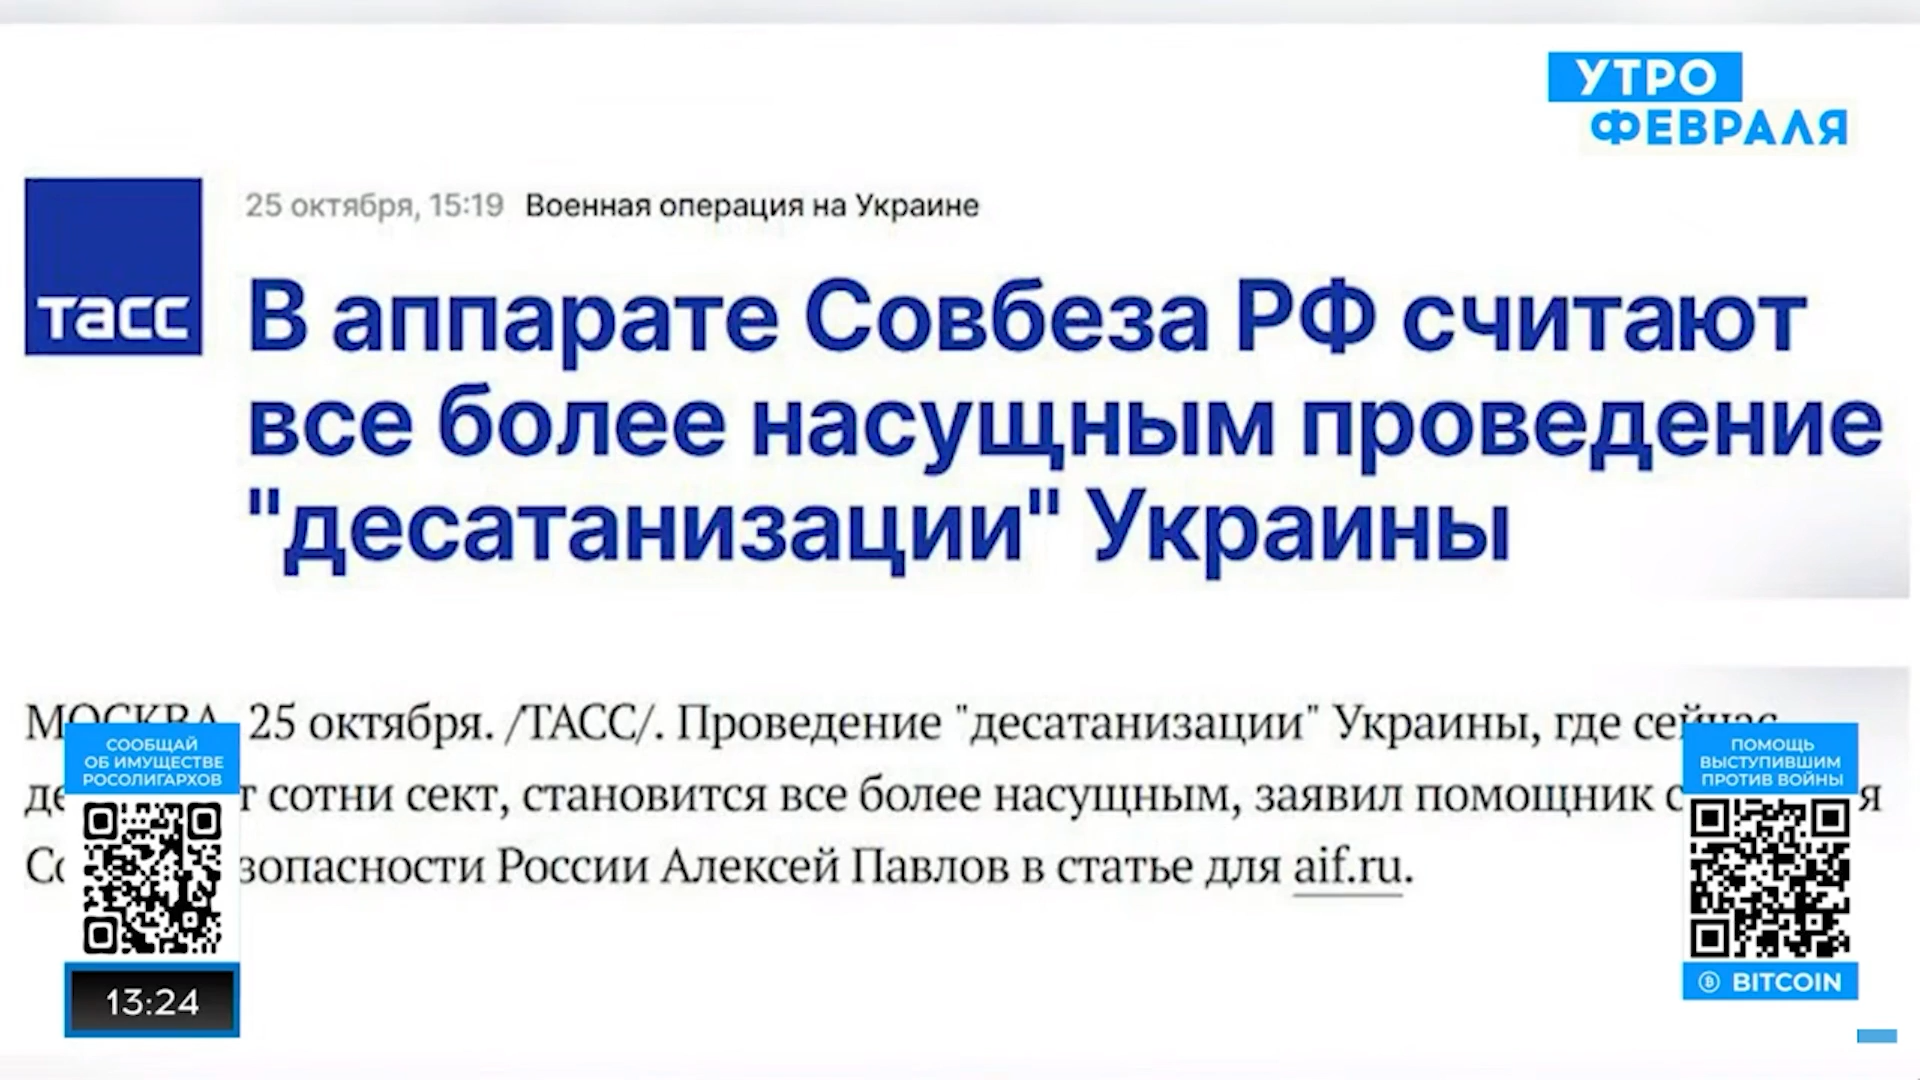 УТРО
ФЕВРАЛЯ
25 октября, 15:19 Военная операция на Украине
тасс
В аппарате Совбеза РФ считают
все более насущным проведение
"десатанизации" Украины
МОСКВА, 25 октября. /ТАСС/. Проведение "десатанизации" Украины, где сейчас
сотни сект, становится все более насущным, заявил помощник
России Алексей Павлов в статье для aif.ru.
СООБЩАЙ
ОБ ИМУЩЕСТВЕ
РОСОЛИГАРХОВ
13:24
ПОМОЩЬ
ВЫСТУПИВШИМ
ПРОТИВ ВОЙНЫ
BITCOIN